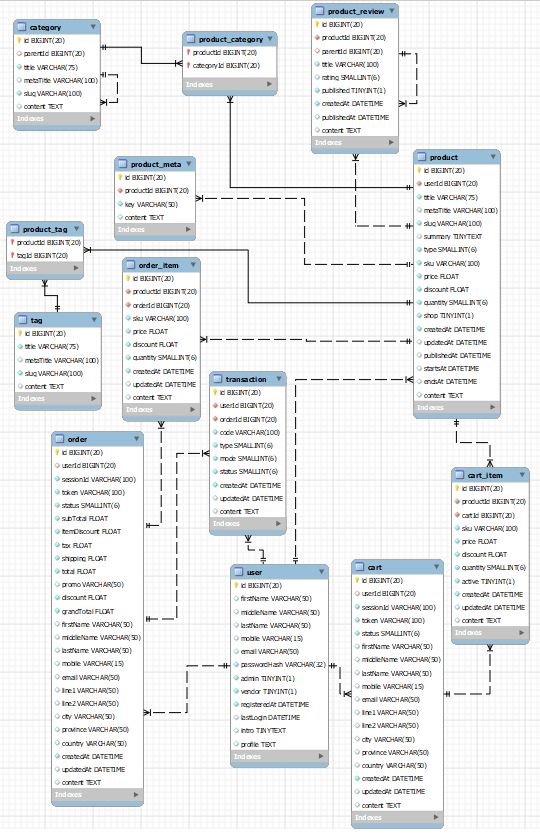 category
id BIGINT(20)
parentId BIGINT(20)
title VARCHAR(75)
metaTitle VARCHAR(100)
slug VARCHAR(100)
content TEXT
Indexes
product_category
productId BIGINT(20)
categoryId BIGINT(20)
Indexes
product_review
id BIGINT(20)
productId BIGINT(20)
parentId BIGINT(20)
title VARCHAR(100)
rating SMALLINT(6)
published TINYINT(1)
createdAt DATETIME
publishedAt DATETIME
content TEXT
Indexes
product_meta
id BIGINT(20)
productId BIGINT(20)
key VARCHAR(50)
content TEXT
Indexes
product
id BIGINT(20)
userId BIGINT(20)
title VARCHAR(75)
metaTitle VARCHAR(100)
slug VARCHAR(100)
summary TINYTEXT
type SMALLINT(6)
sku VARCHAR(100)
price FLOAT
discount FLOAT
quantity SMALLINT(6)
shop TINYINT(1)
createdAt DATETIME
updatedAt DATETIME
publishedAt DATETIME
startsAt DATETIME
endsAt DATETIME
content TEXT
Indexes
product_tag
productId BIGINT(20)
tagId BIGINT(20)
Indexes
order_item
id BIGINT(20)
productId BIGINT(20)
orderId BIGINT(20)
sku VARCHAR(100)
price FLOAT
discount FLOAT
quantity SMALLINT(6)
createdAt DATETIME
updatedAt DATETIME
content TEXT
Indexes
tag
id BIGINT(20)
title VARCHAR(75)
metaTitle VARCHAR(100)
slug VARCHAR(100)
content TEXT
Indexes
transaction
id BIGINT(20)
userId BIGINT(20)
orderId BIGINT(20)
code VARCHAR(100)
type SMALLINT(6)
mode SMALLINT(6)
status SMALLINT(6)
createdAt DATETIME
updatedAt DATETIME
content TEXT
Indexes
order
id BIGINT(20)
userId BIGINT(20)
sessionId VARCHAR(100)
token VARCHAR(100)
status SMALLINT(6)
subTotal FLOAT
itemDiscount FLOAT
tax FLOAT
shipping FLOAT
total FLOAT
promo VARCHAR(50)
discount FLOAT
grandTotal FLOAT
firstName VARCHAR(50)
middleName VARCHAR(50)
lastName VARCHAR(50)
mobile VARCHAR(15)
email VARCHAR(50)
line1 VARCHAR(50)
line2 VARCHAR(50)
city VARCHAR(50)
province VARCHAR(50)
country VARCHAR(50)
createdAt DATETIME
updatedAt DATETIME
content TEXT
Indexes
cart_item
id BIGINT(20)
productId BIGINT(20)
cartId BIGINT(20)
sku VARCHAR(100)
price FLOAT
discount FLOAT
quantity SMALLINT(6)
active TINYINT(1)
createdAt DATETIME
updatedAt DATETIME
content TEXT
Indexes
user
id BIGINT(20)
firstName VARCHAR(50)
middleName VARCHAR(50)
lastName VARCHAR(50)
mobile VARCHAR(15)
email VARCHAR(50)
passwordHash VARCHAR(32)
admin TINYINT(1)
vendor TINYINT(1)
registeredAt DATETIME
lastLogin DATETIME
intro TINYTEXT
profile TEXT
Indexes
cart
id BIGINT(20)
userId BIGINT(20)
sessionId VARCHAR(100)
token VARCHAR(100)
status SMALLINT(6)
firstName VARCHAR(50)
middleName VARCHAR(50)
lastName VARCHAR(50)
mobile VARCHAR(15)
email VARCHAR(50)
line1 VARCHAR(50)
line2 VARCHAR(50)
city VARCHAR(50)
province VARCHAR(50)
country VARCHAR(50)
createdAt DATETIME
updatedAt DATETIME
content TEXT
Indexes